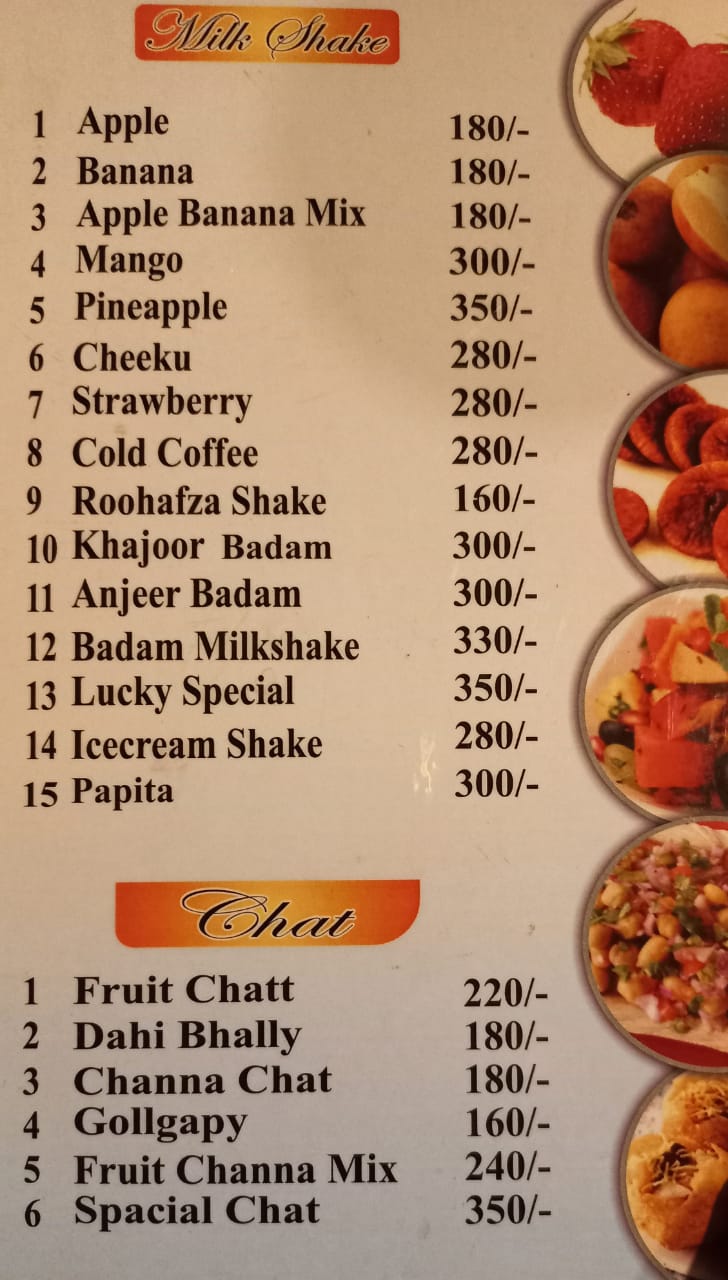 Milk Shake
1 Apple 180/-
2 Banana 180/-
3 Apple Banana Mix 180/-
4 Mango 300/-
5 Pineapple 350/-
6 Cheeku 280/-
7 Strawberry 280/-
8 Cold Coffee 280/-
9 Roohafza Shake 160/-
10 Khajoor Badam 300/-
11 Anjeer Badam 300/-
12 Badam Milkshake 330/-
13 Lucky Special 350/-
14 Icecream Shake 280/-
15 Papita 300/-
Chat
1 Fruit Chatt 220/-
2 Dahi Bhally 180/-
3 Channa Chat 180/-
4 Gollgapy 160/-
5 Fruit Channa Mix 240/-
6 Spacial Chat 350/-